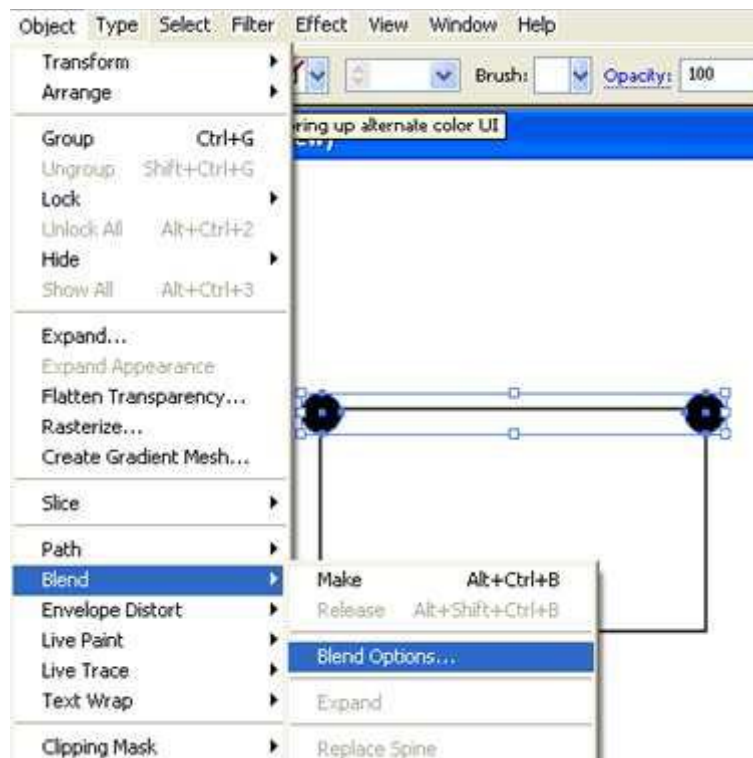 Object Type Select Filter Effect View Window Help
Transform
Arrange
Brush: Opacity: 100
ring up alternate color UI
Group Ctrl+G
Ungroup Shift+Ctrl+G
Lock
Unlock All Alt+Ctrl+2
Hide
Show All Alt+Ctrl+3
Expand...
Expand Appearance
Flatten Transparency...
Rasterize...
Create Gradient Mesh...
Slice
Path
Blend
Make Alt+Ctrl+B
Envelope Distort
Release Alt+Shift+Ctrl+B
Live Paint
Blend Options...
Live Trace
Text Wrap
Expand
Clipping Mask
Replace Spine